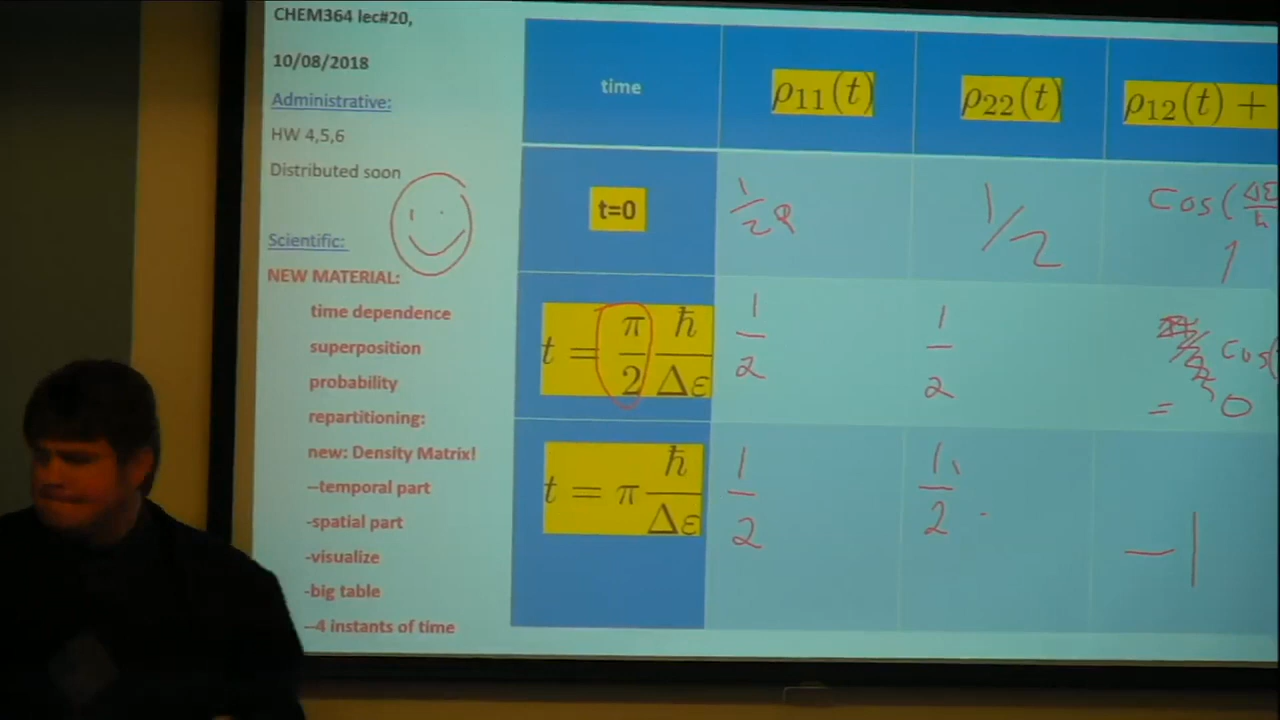 CHEM364 lec#20,
10/08/2018
Administrative:
HW 4,5,6
Distributed soon
Scientific:
NEW MATERIAL:
time dependence
superposition
probability
repartitioning:
new: Density Matrix!
--temporal part
-spatial part
-visualize
-big table
--4 instants of time
time ρ₁₁(t) ρ₂₂(t) ρ₁₂(t) +
t=0 1/2 1/2 Cos(Δε/ħ
1
t = π/2 ħ/Δε 1/2 1/2 Cos(
= 0
t = π ħ/Δε 1/2 1/2 -1